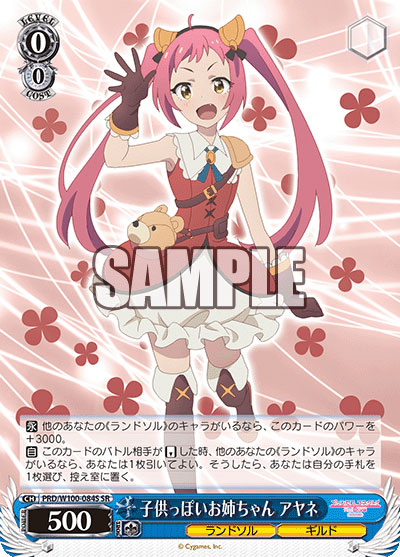 LEVEL
0
0
COST
SAMPLE
永 他のあなたの《ランドソル》のキャラがいるなら、このカードのパワーを
+3000。
自 このカードのバトル相手がした時、他のあなたの《ランドソル》のキャラ
がいるなら、あなたは1枚引いてよい。そうしたら、あなたは自分の手札を
1枚選び、控え室に置く。
CH PRD/W100-084S SR
POWER 500
子供っぽいお姉ちゃん アヤネ
ランドソル ギルド
© Cygames, Inc.